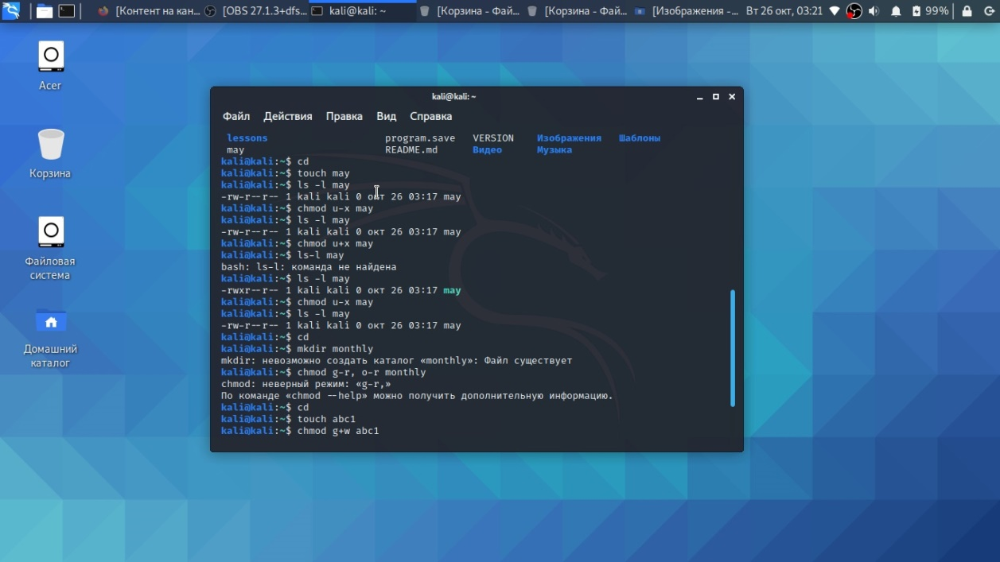 [Контент на кан...
[OBS 27.1.3+dfs...
kali@kali: ~
[Корзина - Фай...
[Корзина - Фай...
[Изображения -...
Вт 26 окт, 03:21
99%
Acer
Корзина
Файловая
система
Домашний
каталог
kali@kali: ~
Файл Действия Правка Вид Справка
lessons program.save VERSION Изображения Шаблоны
may README.md Видео Музыка
kali@kali:~$ cd
kali@kali:~$ touch may
kali@kali:~$ ls -l may
-rw-r--r-- 1 kali kali 0 окт 26 03:17 may
kali@kali:~$ chmod u-x may
kali@kali:~$ ls -l may
-rw-r--r-- 1 kali kali 0 окт 26 03:17 may
kali@kali:~$ chmod u+x may
kali@kali:~$ ls-l may
bash: ls-l: команда не найдена
kali@kali:~$ ls -l may
-rwxr--r-- 1 kali kali 0 окт 26 03:17 may
kali@kali:~$ chmod u-x may
kali@kali:~$ ls -l may
-rw-r--r-- 1 kali kali 0 окт 26 03:17 may
kali@kali:~$ cd
kali@kali:~$ mkdir monthly
mkdir: невозможно создать каталог «monthly»: Файл существует
kali@kali:~$ chmod g-r, o-r monthly
chmod: неверный режим: «g-r,»
По команде «chmod --help» можно получить дополнительную информацию.
kali@kali:~$ cd
kali@kali:~$ touch abc1
kali@kali:~$ chmod g+w abc1